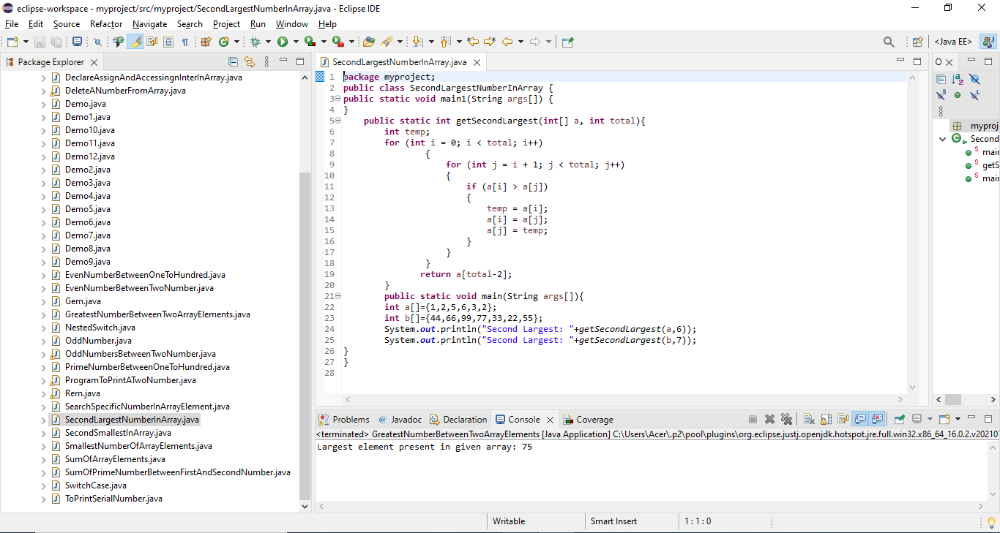 eclipse-workspace - myproject/src/myproject/SecondLargestNumberInArray.java - Eclipse IDE
File Edit Source Refactor Navigate Search Project Run Window Help
<Java EE>
Package Explorer
DeclareAssignAndAccessingnInterInArray.java
DeleteANumberFromArray.java
Demo.java
Demo1.java
Demo10.java
Demo11.java
Demo12.java
Demo2.java
Demo3.java
Demo4.java
Demo5.java
Demo6.java
Demo7.java
Demo8.java
Demo9.java
EvenNumberBetweenOneToHundred.java
EvenNumberBetweenTwoNumber.java
Gem.java
GreatestNumberBetweenTwoArrayElements.java
NestedSwitch.java
OddNumber.java
OddNumbersBetweenTwoNumber.java
PrimeNumberBetweenOneToHundred.java
ProgramToPrintATwoNumber.java
Rem.java
SearchSpecificNumberInArrayElement.java
SecondLargestNumberInArray.java
SecondSmallestInArray.java
SmallestNumberOfArrayElements.java
SumOfArrayElements.java
SumOfPrimeNumberBetweenFirstAndSecondNumber.java
SwitchCase.java
ToPrintSerialNumber.java
SecondLargestNumberInArray.java
1 package myproject;
2 public class SecondLargestNumberInArray {
3 public static void main1(String args[]) {
4 }
5 public static int getSecondLargest(int[] a, int total){
6 int temp;
7 for (int i = 0; i < total; i++)
8 {
9 for (int j = i + 1; j < total; j++)
10 {
11 if (a[i] > a[j])
12 {
13 temp = a[i];
14 a[i] = a[j];
15 a[j] = temp;
16 }
17 }
18 }
19 return a[total-2];
20 }
21 public static void main(String args[]){
22 int a[]={1,2,5,6,3,2};
23 int b[]={44,66,99,77,33,22,55};
24 System.out.println("Second Largest: "+getSecondLargest(a,6));
25 System.out.println("Second Largest: "+getSecondLargest(b,7));
26 }
27 }
28
O
myproj
Second
main
getS
main
Problems @ Javadoc Declaration Console Coverage
<terminated> GreatestNumberBetweenTwoArrayElements [Java Application] C:\Users\Acer\.p2\pool\plugins\org.eclipse.justj.openjdk.hotspot.jre.full.win32.x86_64_16.0.2.v20210
Largest element present in given array: 75
Writable Smart Insert 1 : 1 : 0